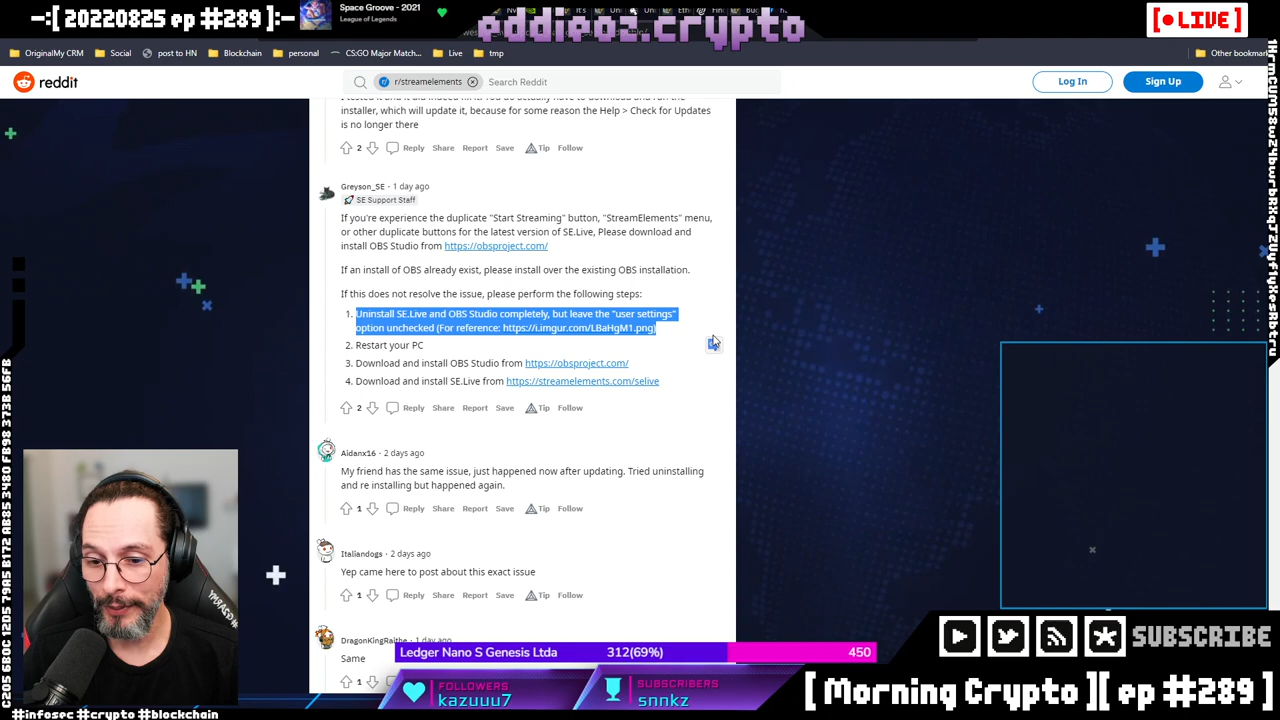 -:[ 20220825 ep #289 ]:-
Space Groove - 2021
League of Legends
eddieoz.crypto
[● LIVE]
OriginalMy CRM
Social
post to HN
Blockchain
personal
CS:GO Major Match...
Live
tmp
Other bookmar
reddit
r/streamelements
Search Reddit
Log In
Sign Up
installer, which will update it, because for some reason the Help > Check for Updates
is no longer there
2 Reply Share Report Save Tip Follow
Greyson_SE · 1 day ago
SE Support Staff
If you're experience the duplicate "Start Streaming" button, "StreamElements" menu,
or other duplicate buttons for the latest version of SE.Live, Please download and
install OBS Studio from https://obsproject.com/
If an install of OBS already exist, please install over the existing OBS installation.
If this does not resolve the issue, please perform the following steps:
1. Uninstall SE.Live and OBS Studio completely, but leave the "user settings"
option unchecked (For reference: https://i.imgur.com/LBaHgM1.png)
2. Restart your PC
3. Download and install OBS Studio from https://obsproject.com/
4. Download and install SE.Live from https://streamelements.com/selive
2 Reply Share Report Save Tip Follow
Aidanx16 · 2 days ago
My friend has the same issue, just happened now after updating. Tried uninstalling
and re installing but happened again.
1 Reply Share Report Save Tip Follow
Italiandogs · 2 days ago
Yep came here to post about this exact issue
1 Reply Share Report Save Tip Follow
DragonKingRaithe · 1 day ago
Same
1
Ledger Nano S Genesis Ltda 312(69%) 450
FOLLOWERS
kazuuu7
SUBSCRIBERS
snnkz
SUBSCRIBE
[ Morning Crypto ][ ep #289 ]
#infosec #crypto #blockchain